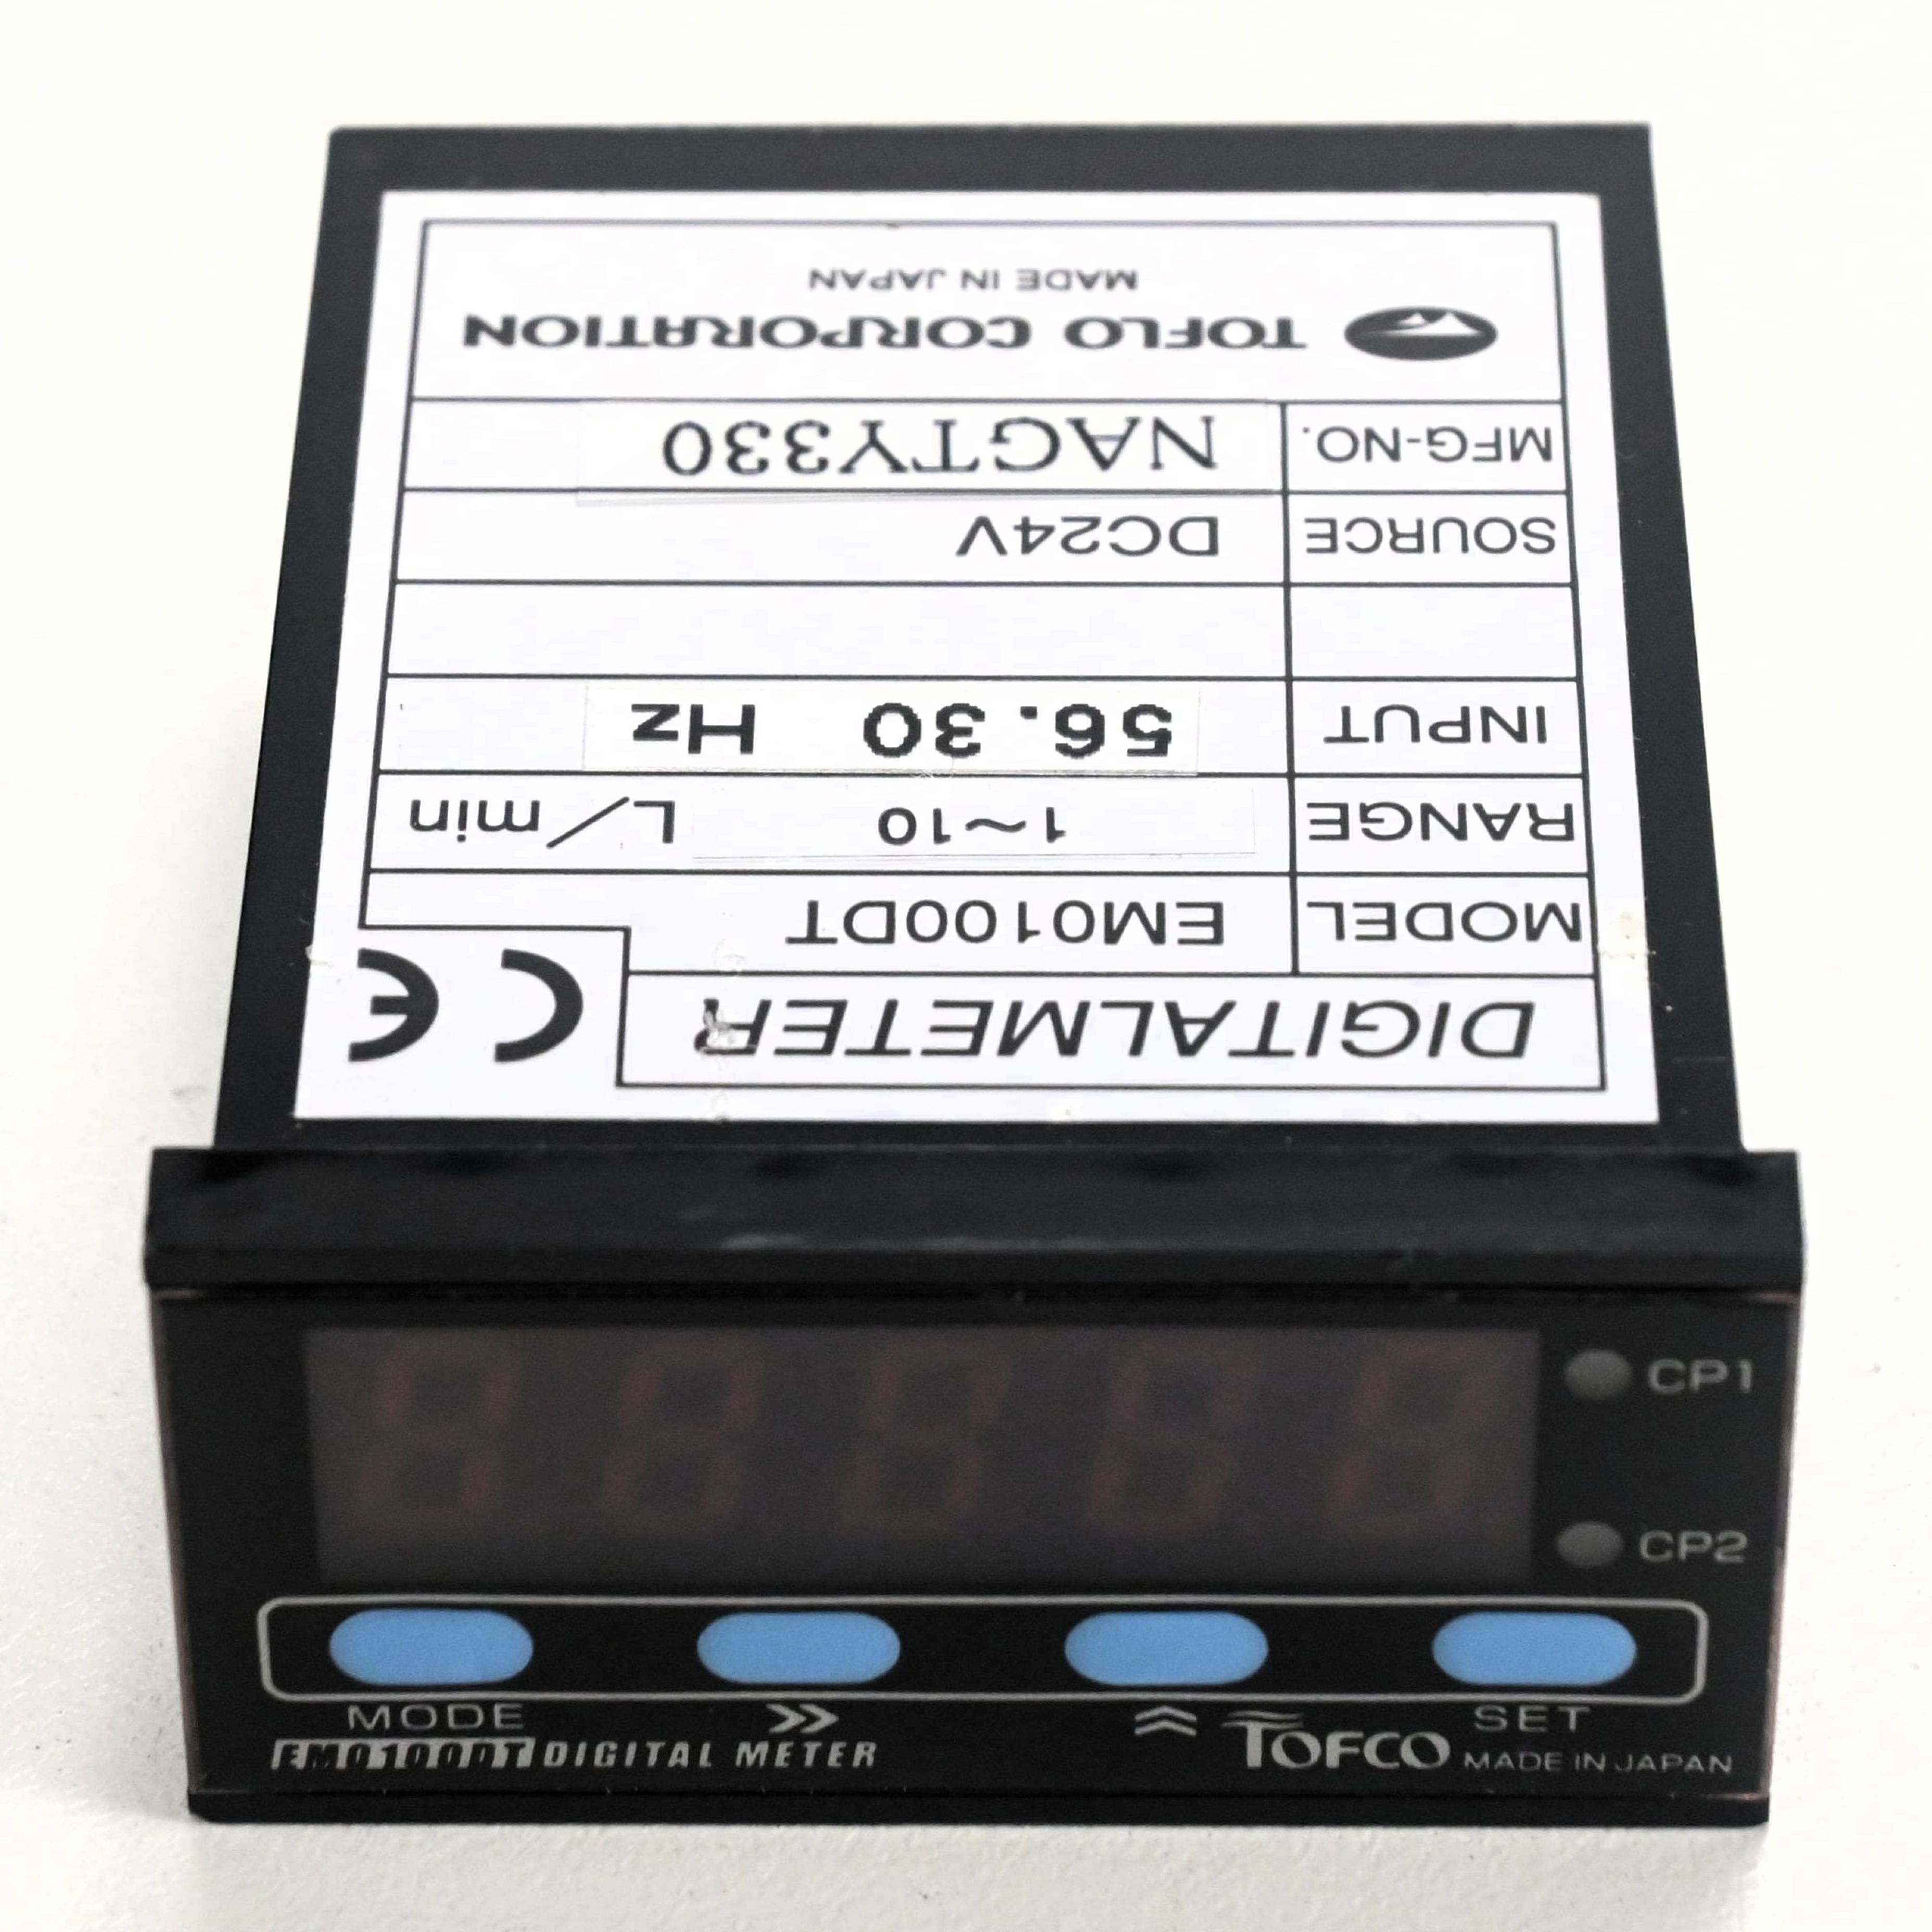 DIGITALMETER
CE
MODEL EM0100DT
RANGE 1~10 L/min
INPUT 56.30 Hz
SOURCE DC24V
MFG-NO. NAGTY330
TOFLO CORPORATION
MADE IN JAPAN
CP1
CP2
MODE SET
EM0100DT DIGITAL METER TOFCO MADE IN JAPAN